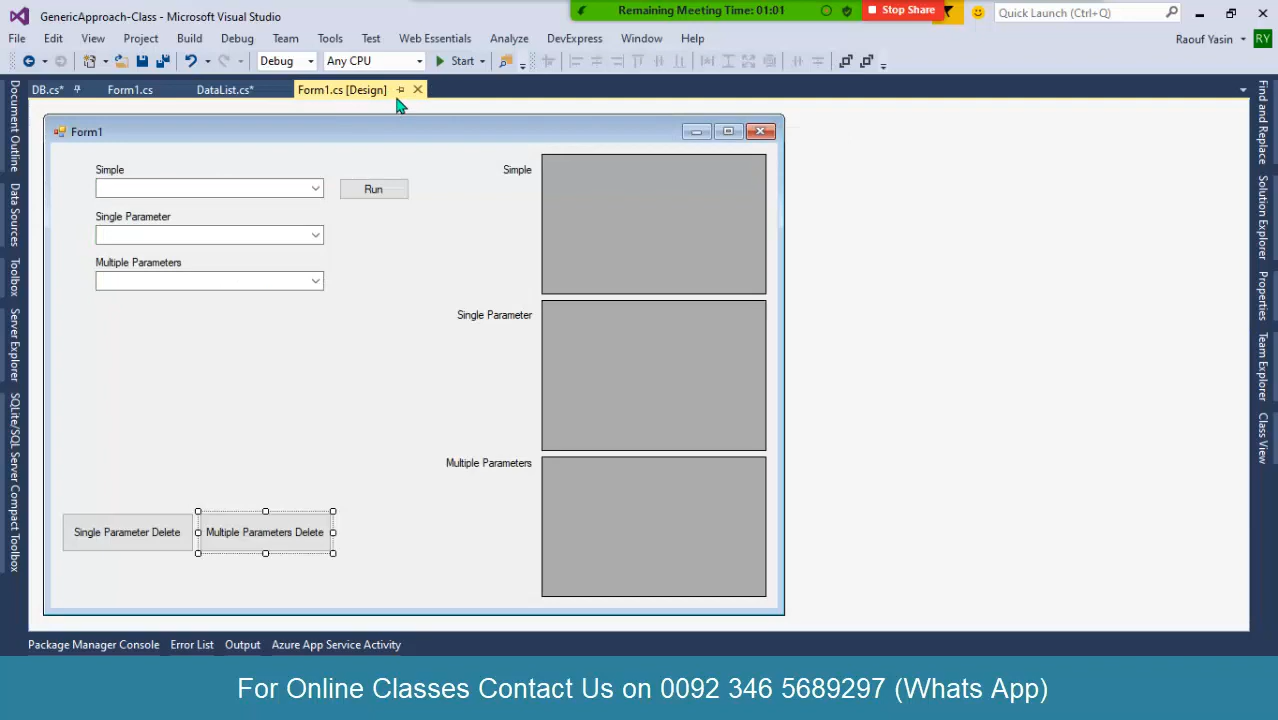 GenericApproach-Class - Microsoft Visual Studio
Remaining Meeting Time: 01:01
Stop Share
Quick Launch (Ctrl+Q)
File Edit View Project Build Debug Team Tools Test Web Essentials Analyze DevExpress Window Help
Raouf Yasin RY
Debug Any CPU Start
DB.cs* Form1.cs DataList.cs* Form1.cs [Design]
Document Outline
Data Sources
Toolbox
Server Explorer
SQLite/SQL Server Compact Toolbox
Form1
Simple
Run
Single Parameter
Multiple Parameters
Simple
Single Parameter
Multiple Parameters
Single Parameter Delete
Multiple Parameters Delete
Find and Replace
Solution Explorer
Properties
Team Explorer
Class View
Package Manager Console Error List Output Azure App Service Activity
For Online Classes Contact Us on 0092 346 5689297 (Whats App)